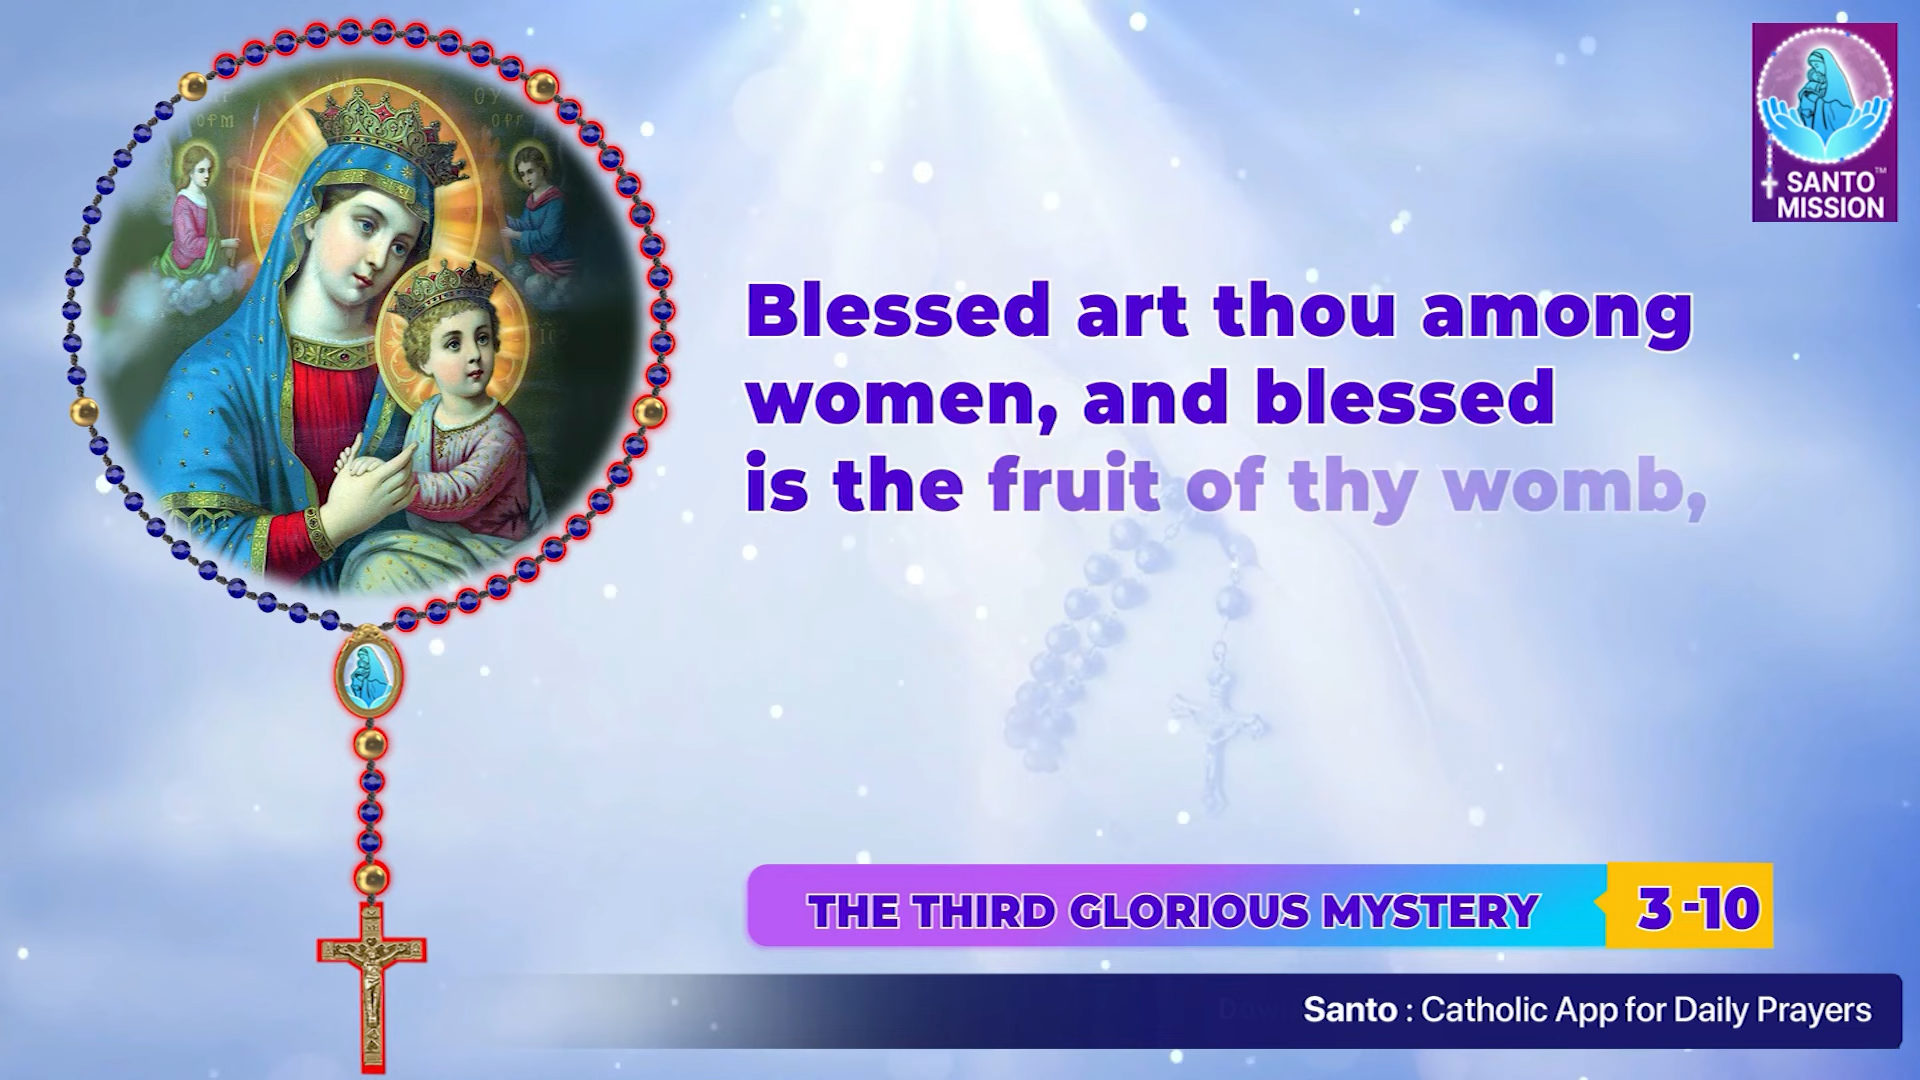 SANTO™
MISSION
Blessed art thou among
women, and blessed
is the fruit of thy womb,
THE THIRD GLORIOUS MYSTERY
3 -10
Santo : Catholic App for Daily Prayers